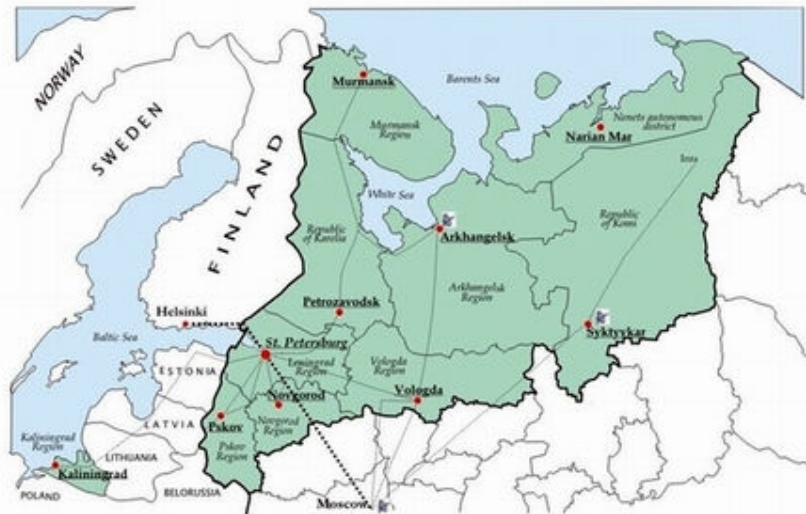 NORWAY
SWEDEN
FINLAND
Murmansk
Barents Sea
Murmansk
Region
Nenets autonomous
district
Narian Mar
Inta
White Sea
Republic
of Karelia
Arkhangelsk
Republic
of Komi
Arkhangelsk
Region
Petrozavodsk
Helsinki
Syktyvkar
Baltic Sea
St. Petersburg
ESTONIA
Leningrad
Region
Vologda
Region
Vologda
Novgorod
Pskov
LATVIA
Novgorod
Region
Kaliningrad
Region
Pskov
Region
LITHUANIA
Kaliningrad
POLAND
BELORUSSIA
Moscow